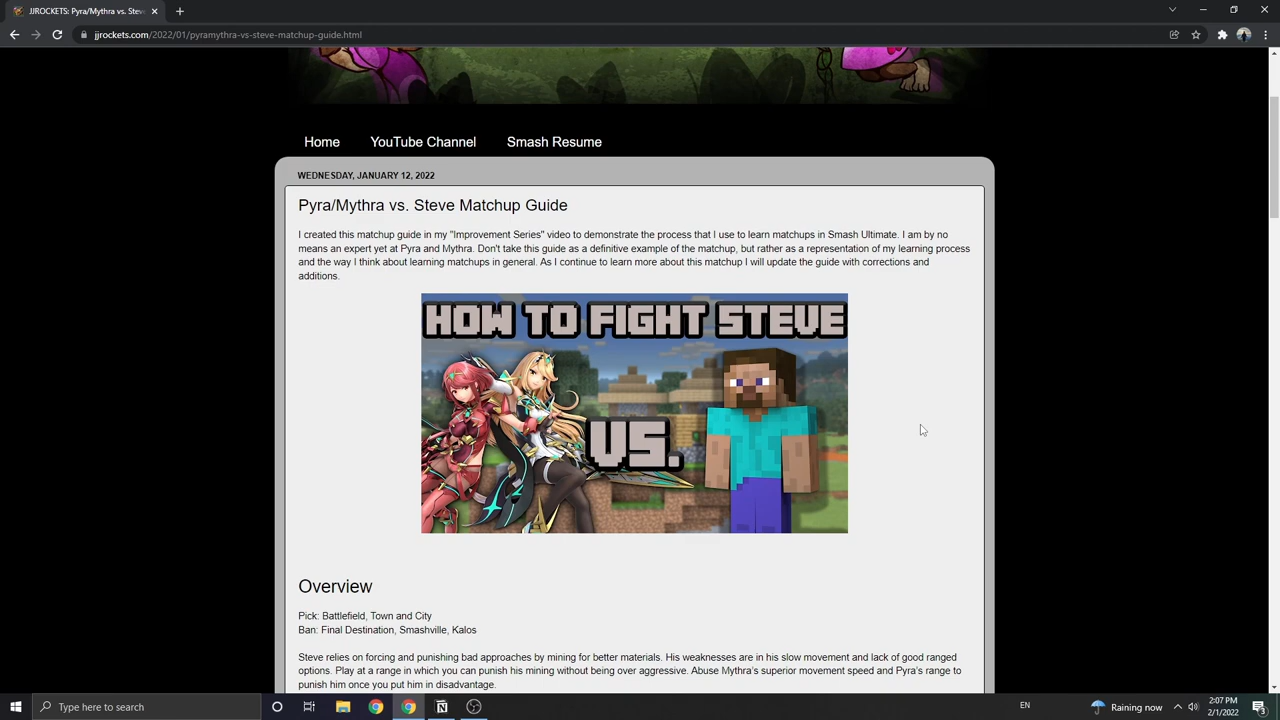 JJROCKETS: Pyra/Mythra vs. Stev
jjrockets.com/2022/01/pyramythra-vs-steve-matchup-guide.html
Home YouTube Channel Smash Resume
WEDNESDAY, JANUARY 12, 2022
Pyra/Mythra vs. Steve Matchup Guide
I created this matchup guide in my "Improvement Series" video to demonstrate the process that I use to learn matchups in Smash Ultimate. I am by no
means an expert yet at Pyra and Mythra. Don't take this guide as a definitive example of the matchup, but rather as a representation of my learning process
and the way I think about learning matchups in general. As I continue to learn more about this matchup I will update the guide with corrections and
additions.
HOW TO FIGHT STEVE
VS.
Overview
Pick: Battlefield, Town and City
Ban: Final Destination, Smashville, Kalos
Steve relies on forcing and punishing bad approaches by mining for better materials. His weaknesses are in his slow movement and lack of good ranged
options. Play at a range in which you can punish his mining without being over aggressive. Abuse Mythra's superior movement speed and Pyra's range to
punish him once you put him in disadvantage.
Type here to search
Raining now
EN
2:07 PM
2/1/2022
3